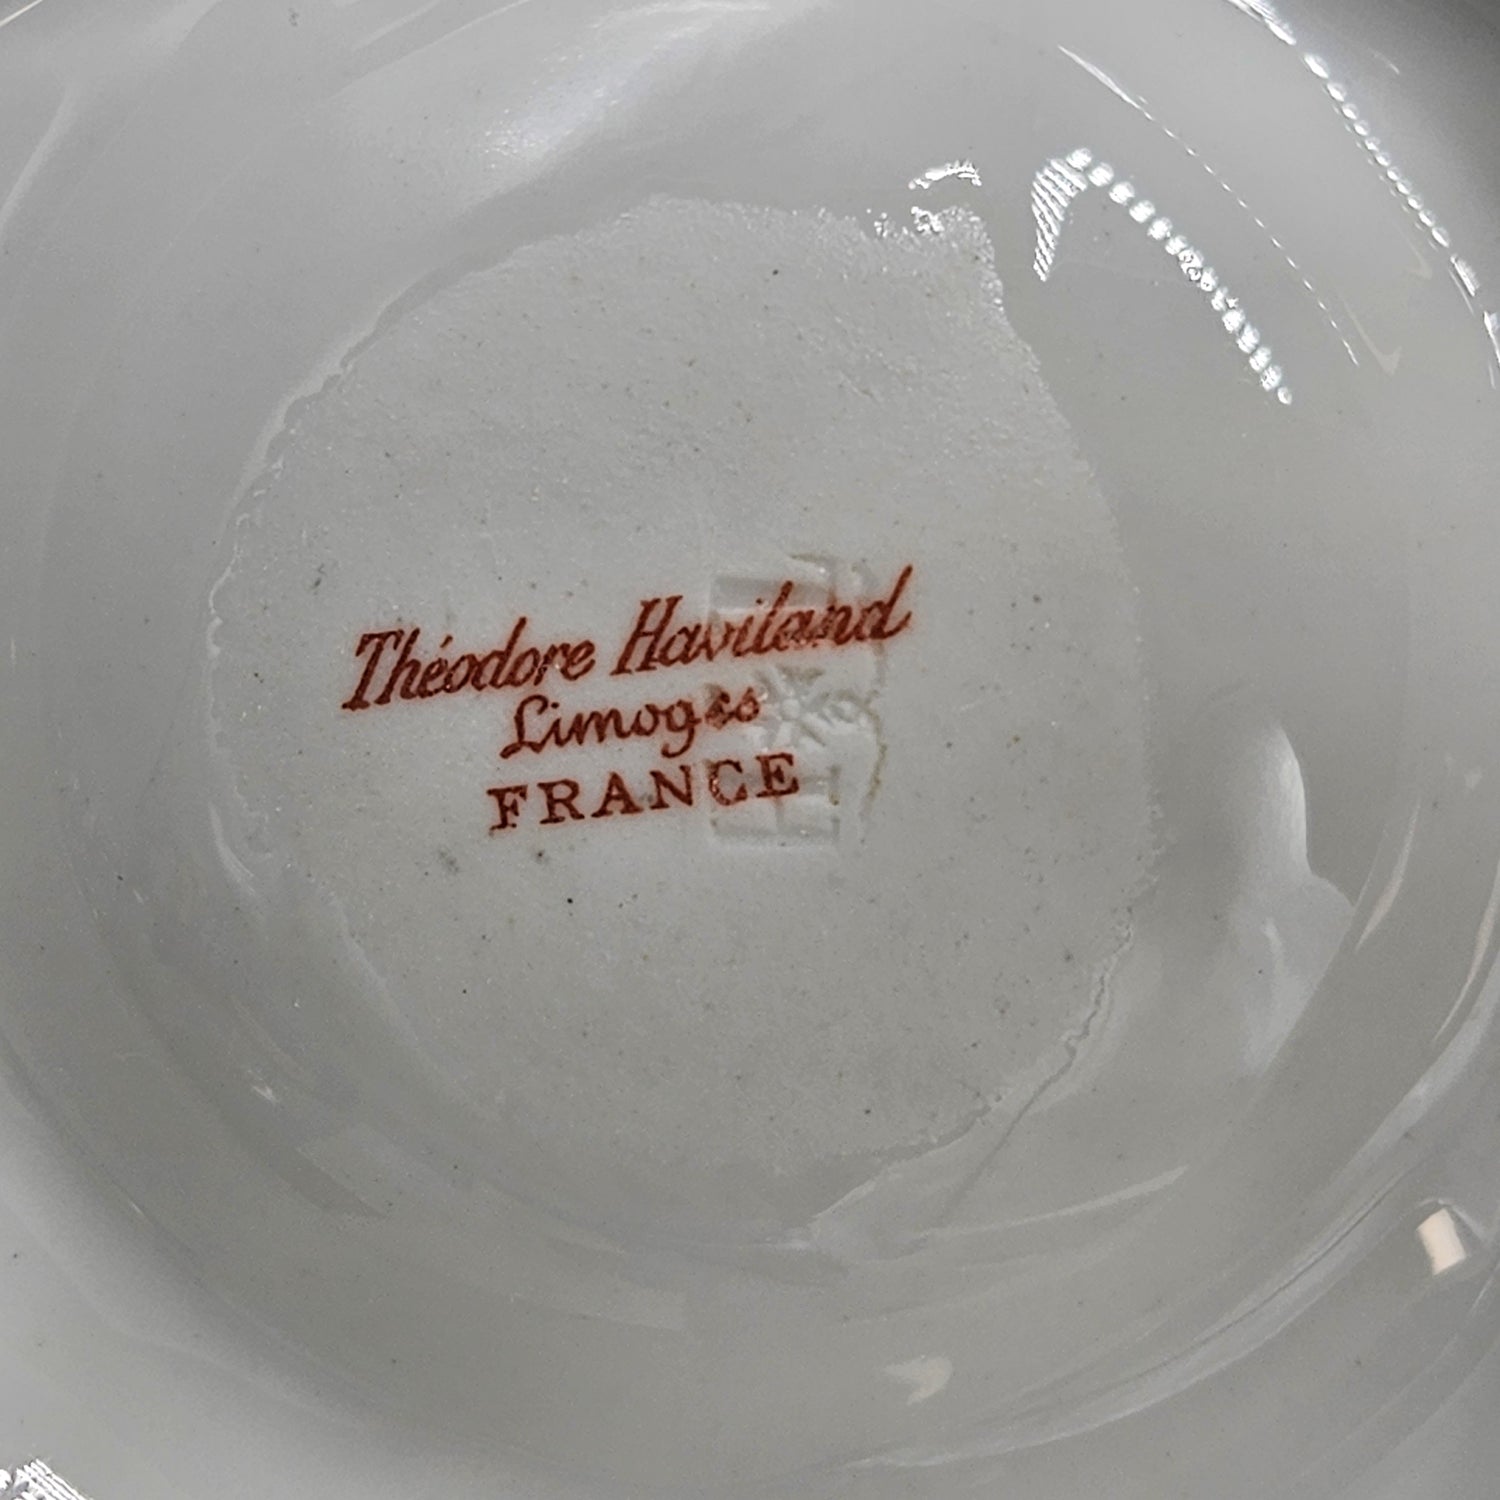 Théodore Haviland
Limoges
FRANCE